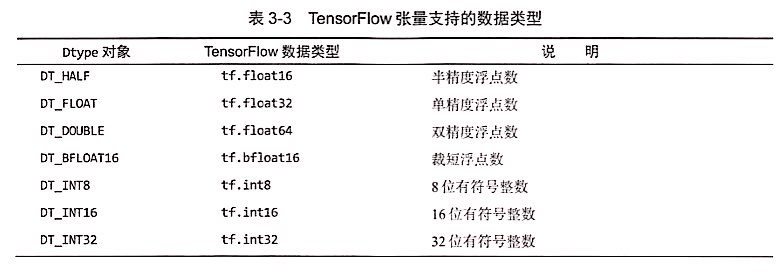 表 3-3 TensorFlow 张量支持的数据类型
Dtype 对象 TensorFlow 数据类型 说 明
DT_HALF tf.float16 半精度浮点数
DT_FLOAT tf.float32 单精度浮点数
DT_DOUBLE tf.float64 双精度浮点数
DT_BFLOAT16 tf.bfloat16 裁短浮点数
DT_INT8 tf.int8 8 位有符号整数
DT_INT16 tf.int16 16 位有符号整数
DT_INT32 tf.int32 32 位有符号整数